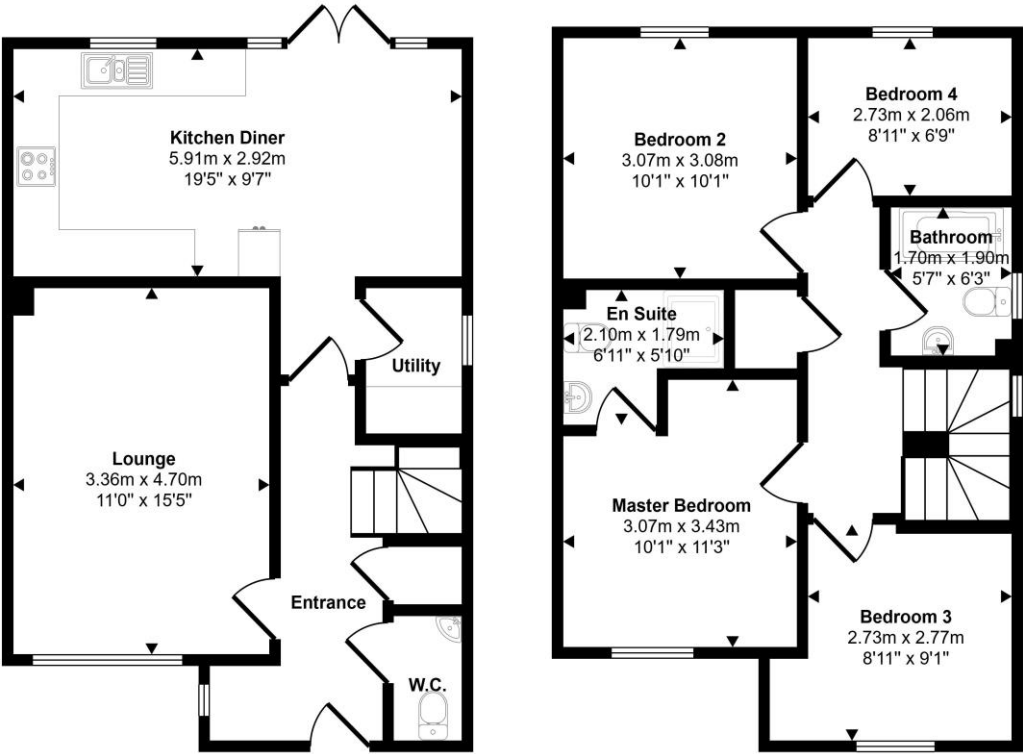 Kitchen Diner
5.91m x 2.92m
19'5" x 9'7"
Utility
Lounge
3.36m x 4.70m
11'0" x 15'5"
Entrance
W.C.
Bedroom 2
3.07m x 3.08m
10'1" x 10'1"
Bedroom 4
2.73m x 2.06m
8'11" x 6'9"
Bathroom
1.70m x 1.90m
5'7" x 6'3"
En Suite
2.10m x 1.79m
6'11" x 5'10"
Master Bedroom
3.07m x 3.43m
10'1" x 11'3"
Bedroom 3
2.73m x 2.77m
8'11" x 9'1"